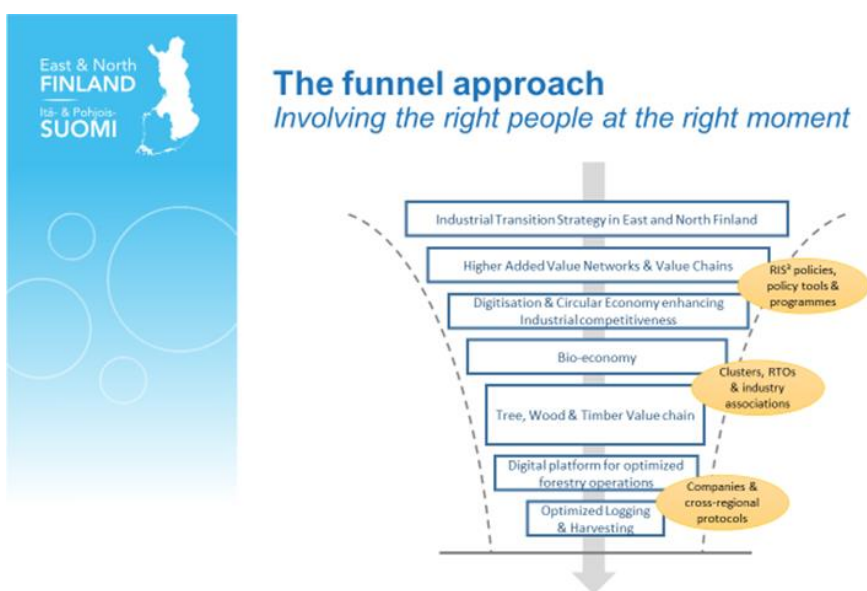 East & North
FINLAND
Itä- & Pohjois-
SUOMI
The funnel approach
Involving the right people at the right moment
Industrial Transition Strategy in East and North Finland
Higher Added Value Networks & Value Chains
RIS³ policies,
policy tools &
programmes
Digitisation & Circular Economy enhancing
Industrial competitiveness
Bio-economy
Clusters, RTOs
& industry
associations
Tree, Wood & Timber Value chain
Digital platform for optimized
forestry operations
Companies &
cross-regional
protocols
Optimized Logging
& Harvesting